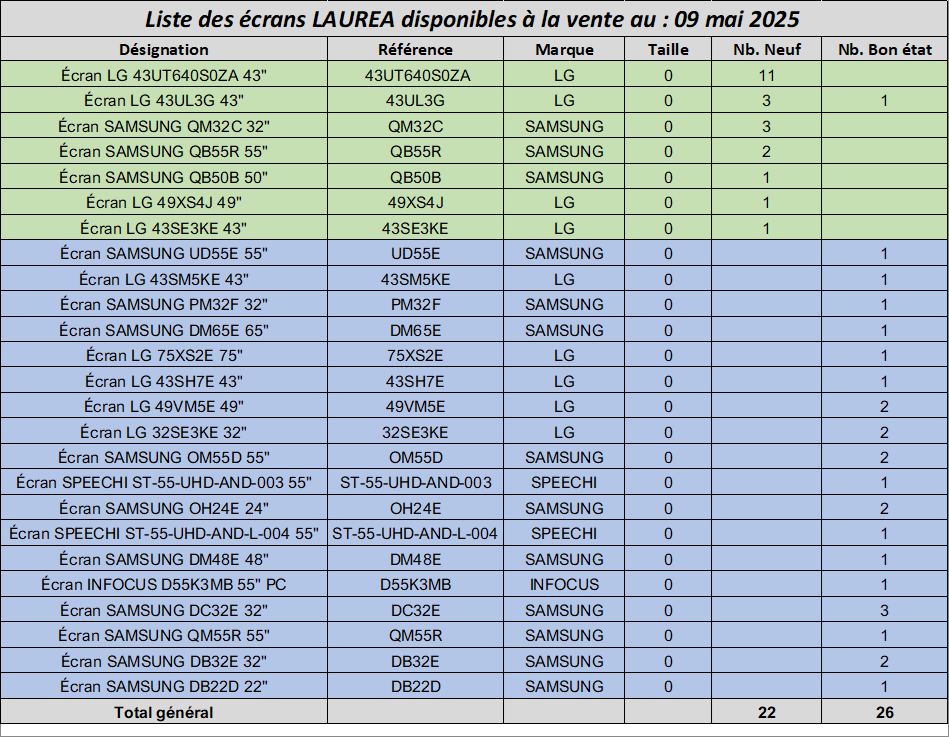 Liste des écrans LAUREA disponibles à la vente au : 09 mai 2025
Désignation Référence Marque Taille Nb. Neuf Nb. Bon état
Écran LG 43UT640S0ZA 43" 43UT640S0ZA LG 0 11
Écran LG 43UL3G 43" 43UL3G LG 0 3 1
Écran SAMSUNG QM32C 32" QM32C SAMSUNG 0 3
Écran SAMSUNG QB55R 55" QB55R SAMSUNG 0 2
Écran SAMSUNG QB50B 50" QB50B SAMSUNG 0 1
Écran LG 49XS4J 49" 49XS4J LG 0 1
Écran LG 43SE3KE 43" 43SE3KE LG 0 1
Écran SAMSUNG UD55E 55" UD55E SAMSUNG 0 1
Écran LG 43SM5KE 43" 43SM5KE LG 0 1
Écran SAMSUNG PM32F 32" PM32F SAMSUNG 0 1
Écran SAMSUNG DM65E 65" DM65E SAMSUNG 0 1
Écran LG 75XS2E 75" 75XS2E LG 0 1
Écran LG 43SH7E 43" 43SH7E LG 0 1
Écran LG 49VM5E 49" 49VM5E LG 0 2
Écran LG 32SE3KE 32" 32SE3KE LG 0 2
Écran SAMSUNG OM55D 55" OM55D SAMSUNG 0 2
Écran SPEECHI ST-55-UHD-AND-003 55" ST-55-UHD-AND-003 SPEECHI 0 1
Écran SAMSUNG OH24E 24" OH24E SAMSUNG 0 2
Écran SPEECHI ST-55-UHD-AND-L-004 55" ST-55-UHD-AND-L-004 SPEECHI 0 1
Écran SAMSUNG DM48E 48" DM48E SAMSUNG 0 1
Écran INFOCUS D55K3MB 55" PC D55K3MB INFOCUS 0 1
Écran SAMSUNG DC32E 32" DC32E SAMSUNG 0 3
Écran SAMSUNG QM55R 55" QM55R SAMSUNG 0 1
Écran SAMSUNG DB32E 32" DB32E SAMSUNG 0 2
Écran SAMSUNG DB22D 22" DB22D SAMSUNG 0 1
Total général 22 26